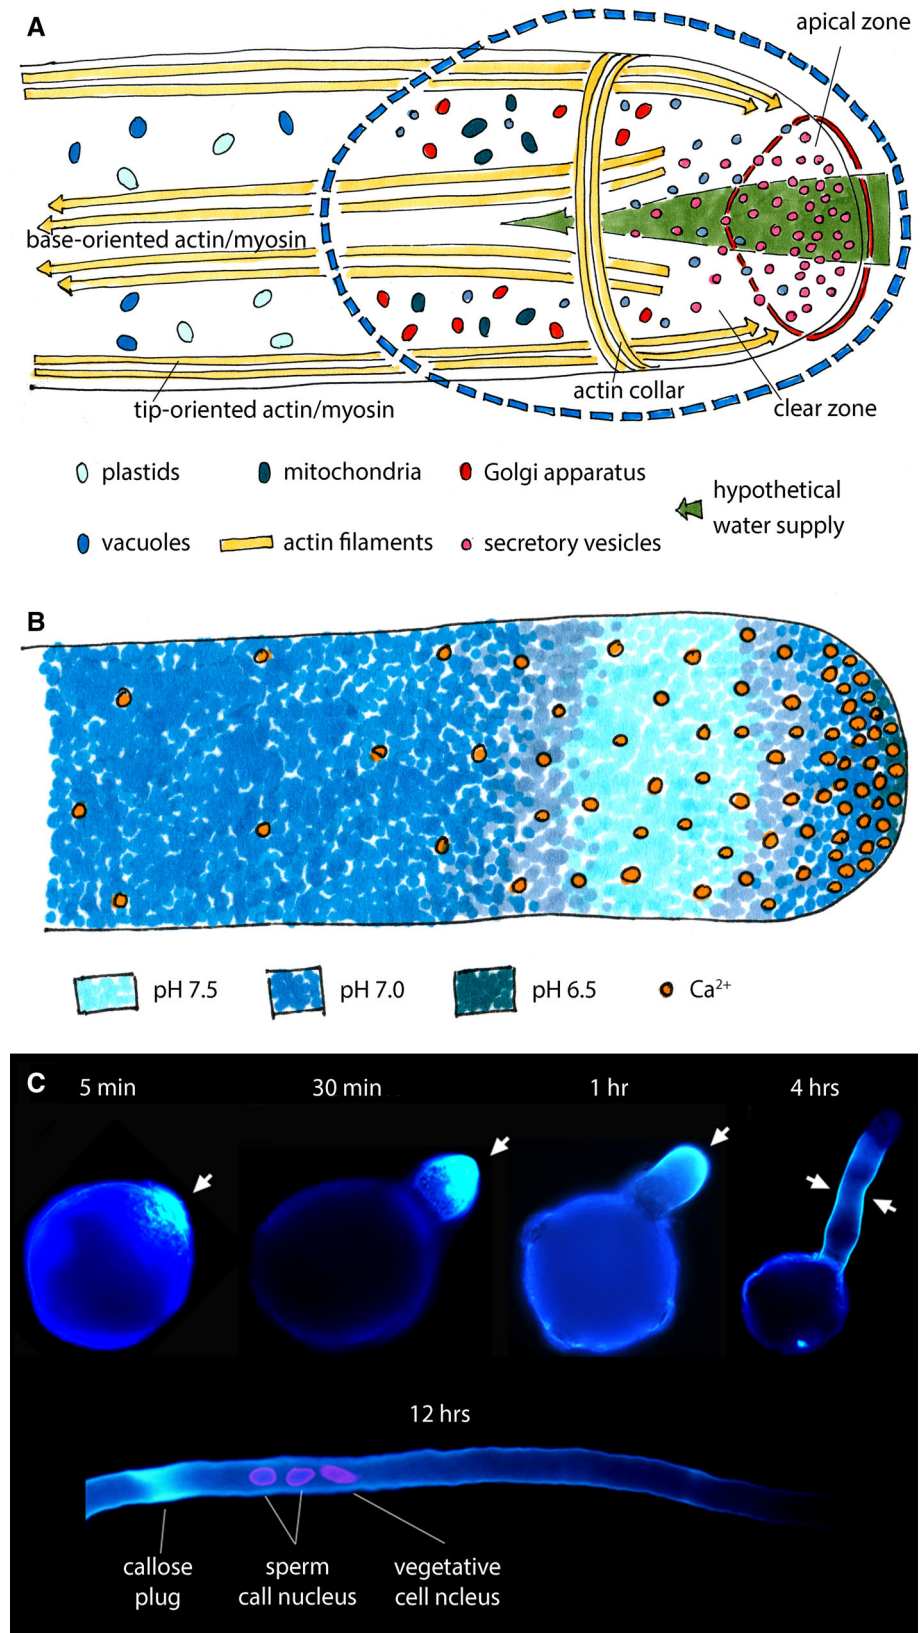 A
apical zone
base-oriented actin/myosin
tip-oriented actin/myosin
actin collar
clear zone
plastids
mitochondria
Golgi apparatus
hypothetical
water supply
vacuoles
actin filaments
secretory vesicles
B
pH 7.5
pH 7.0
pH 6.5
Ca²⁺
C
5 min
30 min
1 hr
4 hrs
12 hrs
callose
plug
sperm
call nucleus
vegetative
cell ncleus